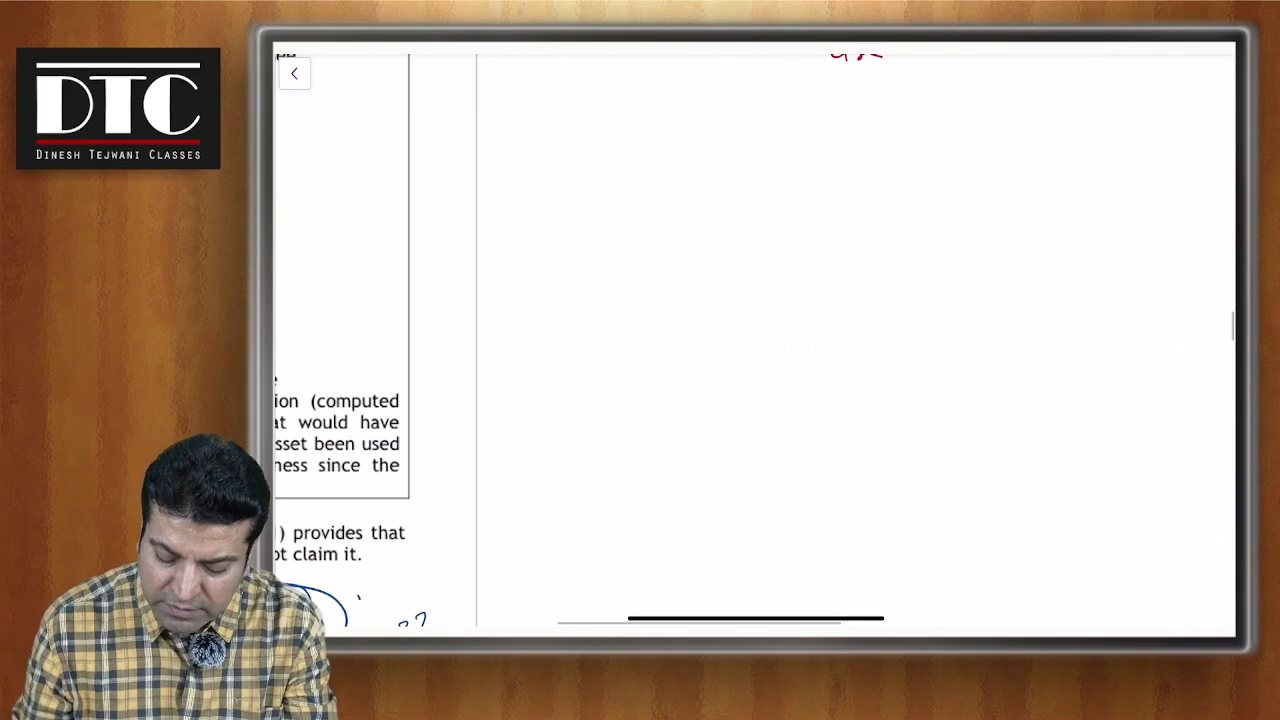 DTC
DINESH TEJWANI CLASSES
ion (computed
at would have
sset been used
ness since the
) provides that
ot claim it.
??